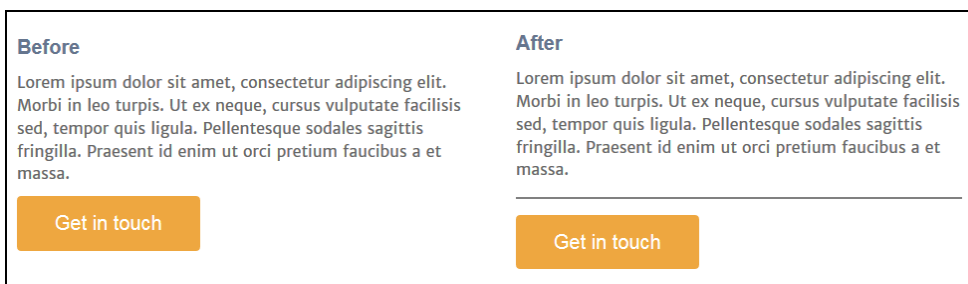 Before
Lorem ipsum dolor sit amet, consectetur adipiscing elit.
Morbi in leo turpis. Ut ex neque, cursus vulputate facilisis
sed, tempor quis ligula. Pellentesque sodales sagittis
fringilla. Praesent id enim ut orci pretium faucibus a et
massa.
Get in touch
After
Lorem ipsum dolor sit amet, consectetur adipiscing elit.
Morbi in leo turpis. Ut ex neque, cursus vulputate facilisis
sed, tempor quis ligula. Pellentesque sodales sagittis
fringilla. Praesent id enim ut orci pretium faucibus a et
massa.
Get in touch